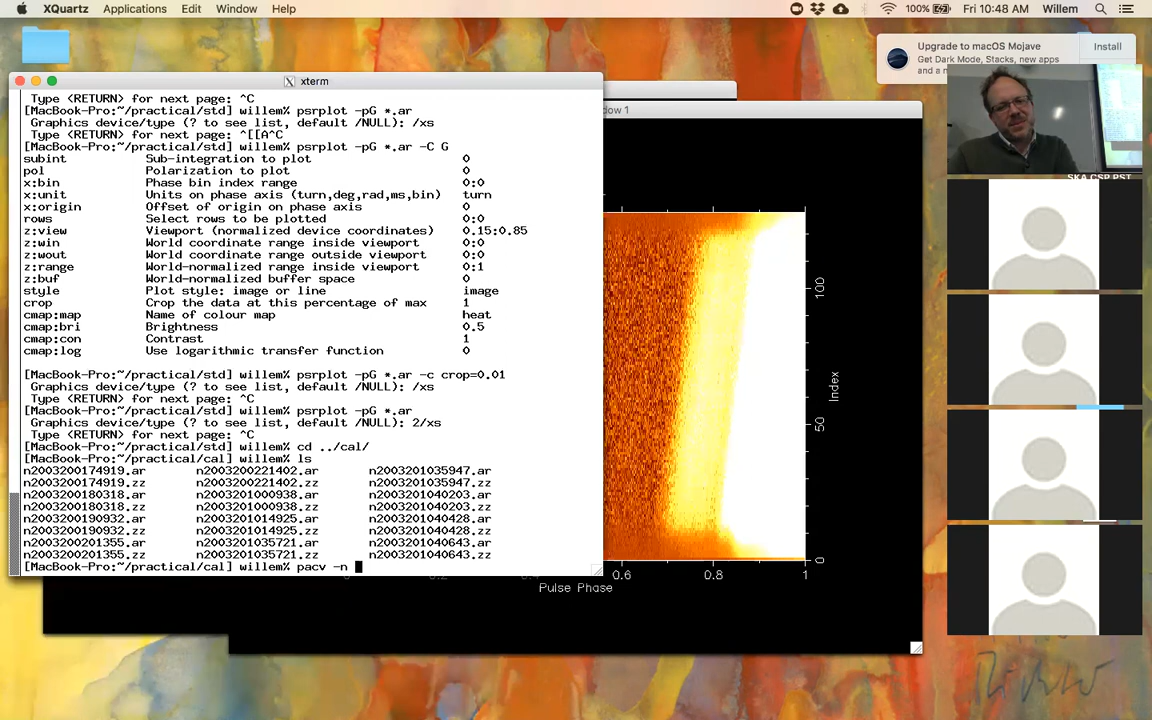 XQuartz Applications Edit Window Help 100% Fri 10:48 AM Willem
Upgrade to macOS Mojave
Get Dark Mode, Stacks, new apps
and a
Install
xterm
ow 1
Type <RETURN> for next page: ^C
[MacBook-Pro:~/practical/std] willem% psrplot -pG *.ar
Graphics device/type (? to see list, default /NULL): /xs
Type <RETURN> for next page: ^[[A^C
[MacBook-Pro:~/practical/std] willem% psrplot -pG *.ar -C G
subint Sub-integration to plot 0
pol Polarization to plot 0
x:bin Phase bin index range 0:0
x:unit Units on phase axis (turn,deg,rad,ms,bin) turn
x:origin Offset of origin on phase axis 0
rows Select rows to be plotted 0:0
z:view Viewport (normalized device coordinates) 0.15:0.85
z:win World coordinate range inside viewport 0:0
z:wout World coordinate range outside viewport 0:0
z:range World-normalized range inside viewport 0:1
z:buf World-normalized buffer space 0
style Plot style: image or line image
crop Crop the data at this percentage of max 1
cmap:map Name of colour map heat
cmap:bri Brightness 0.5
cmap:con Contrast 1
cmap:log Use logarithmic transfer function 0
[MacBook-Pro:~/practical/std] willem% psrplot -pG *.ar -c crop=0.01
Graphics device/type (? to see list, default /NULL): /xs
Type <RETURN> for next page: ^C
[MacBook-Pro:~/practical/std] willem% psrplot -pG *.ar
Graphics device/type (? to see list, default /NULL): 2/xs
Type <RETURN> for next page: ^C
[MacBook-Pro:~/practical/std] willem% cd ../cal/
[MacBook-Pro:~/practical/cal] willem% ls
n2003200174919.ar n2003200221402.ar n2003201035947.ar
n2003200174919.zz n2003200221402.zz n2003201035947.zz
n2003200180318.ar n2003201000938.ar n2003201040203.ar
n2003200180318.zz n2003201000938.zz n2003201040203.zz
n2003200190932.ar n2003201014925.ar n2003201040428.ar
n2003200190932.zz n2003201014925.zz n2003201040428.zz
n2003200201355.ar n2003201035721.ar n2003201040643.ar
n2003200201355.zz n2003201035721.zz n2003201040643.zz
[MacBook-Pro:~/practical/cal] willem% pacv -n
100
Index
50
0
0.6 0.8 1
Pulse Phase
SKA CSP PST